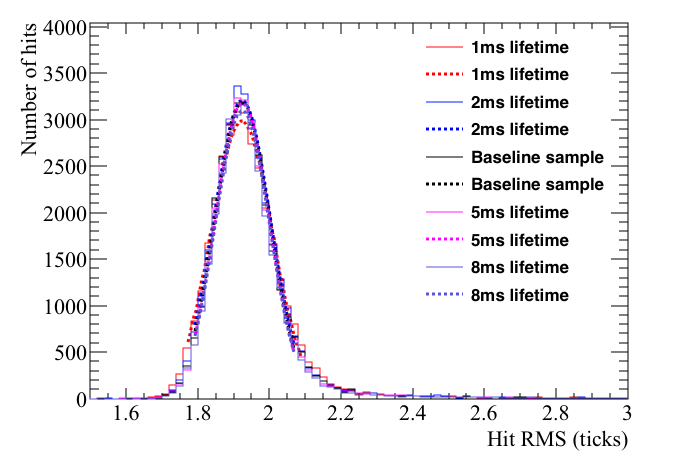 Number of hits
4000
3500
3000
2500
2000
1500
1000
500
0
1ms lifetime
1ms lifetime
2ms lifetime
2ms lifetime
Baseline sample
Baseline sample
5ms lifetime
5ms lifetime
8ms lifetime
8ms lifetime
1.6 1.8 2 2.2 2.4 2.6 2.8 3
Hit RMS (ticks)